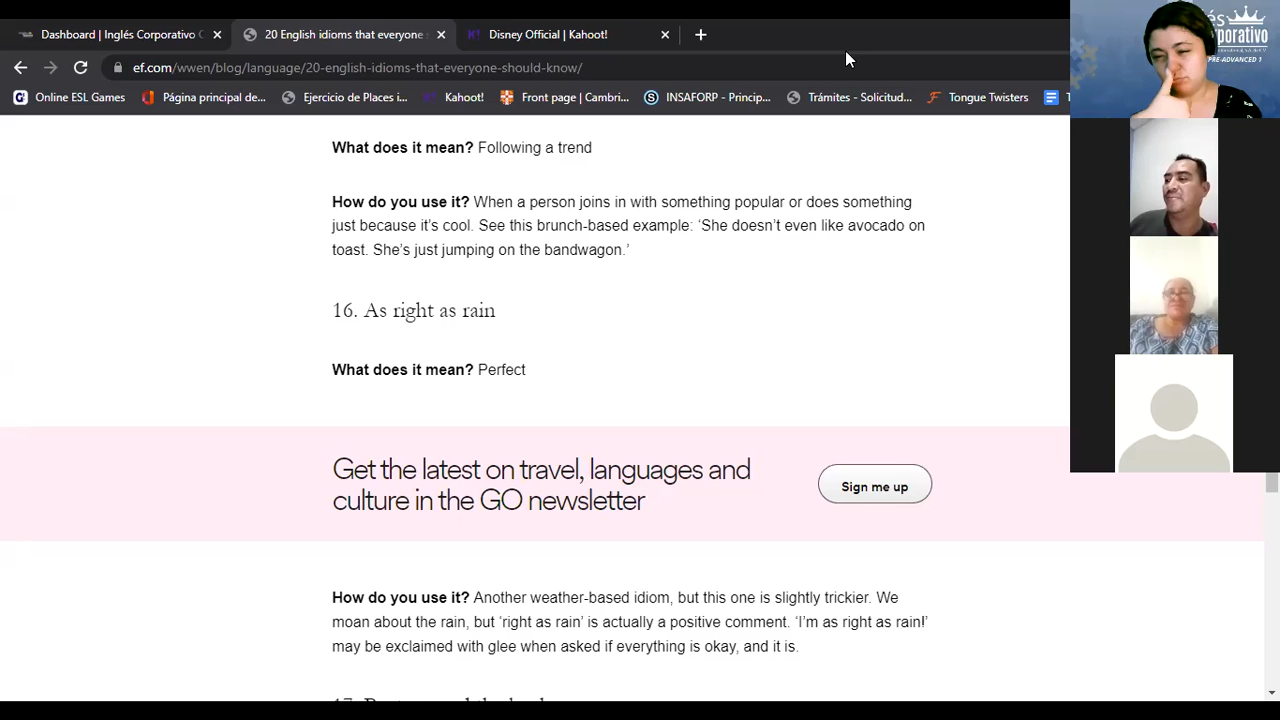 Dashboard | Inglés Corporativo C
20 English idioms that everyone s
Disney Official | Kahoot!
ef.com/wwen/blog/language/20-english-idioms-that-everyone-should-know/
Online ESL Games
Página principal de...
Ejercicio de Places i...
Kahoot!
Front page | Cambri...
INSAFORP - Princip...
Trámites - Solicitud...
Tongue Twisters
PRE-ADVANCED 1
What does it mean? Following a trend
How do you use it? When a person joins in with something popular or does something
just because it's cool. See this brunch-based example: 'She doesn't even like avocado on
toast. She's just jumping on the bandwagon.'
16. As right as rain
What does it mean? Perfect
Get the latest on travel, languages and
culture in the GO newsletter
Sign me up
How do you use it? Another weather-based idiom, but this one is slightly trickier. We
moan about the rain, but 'right as rain' is actually a positive comment. 'I'm as right as rain!'
may be exclaimed with glee when asked if everything is okay, and it is.